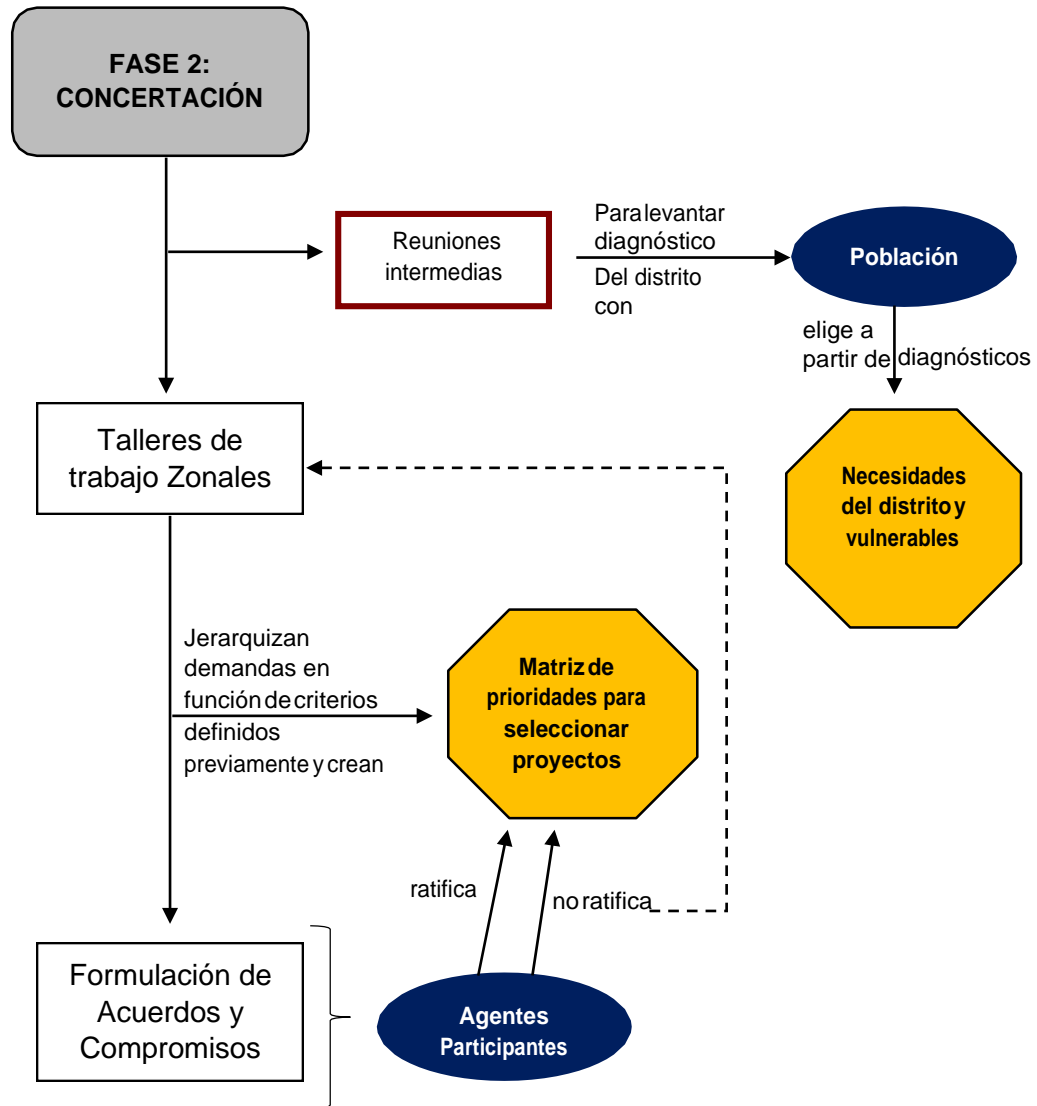 FASE 2:
CONCERTACIÓN
Reuniones
intermedias
Para levantar
diagnóstico
Del distrito
con
Población
elige a
partir de diagnósticos
Necesidades
del distrito y
vulnerables
Talleres de
trabajo Zonales
Jerarquizan
demandas en
función de criterios
definidos
previamente y crean
Matriz de
prioridades para
seleccionar
proyectos
ratifica
no ratifica
Formulación de
Acuerdos y
Compromisos
Agentes
Participantes